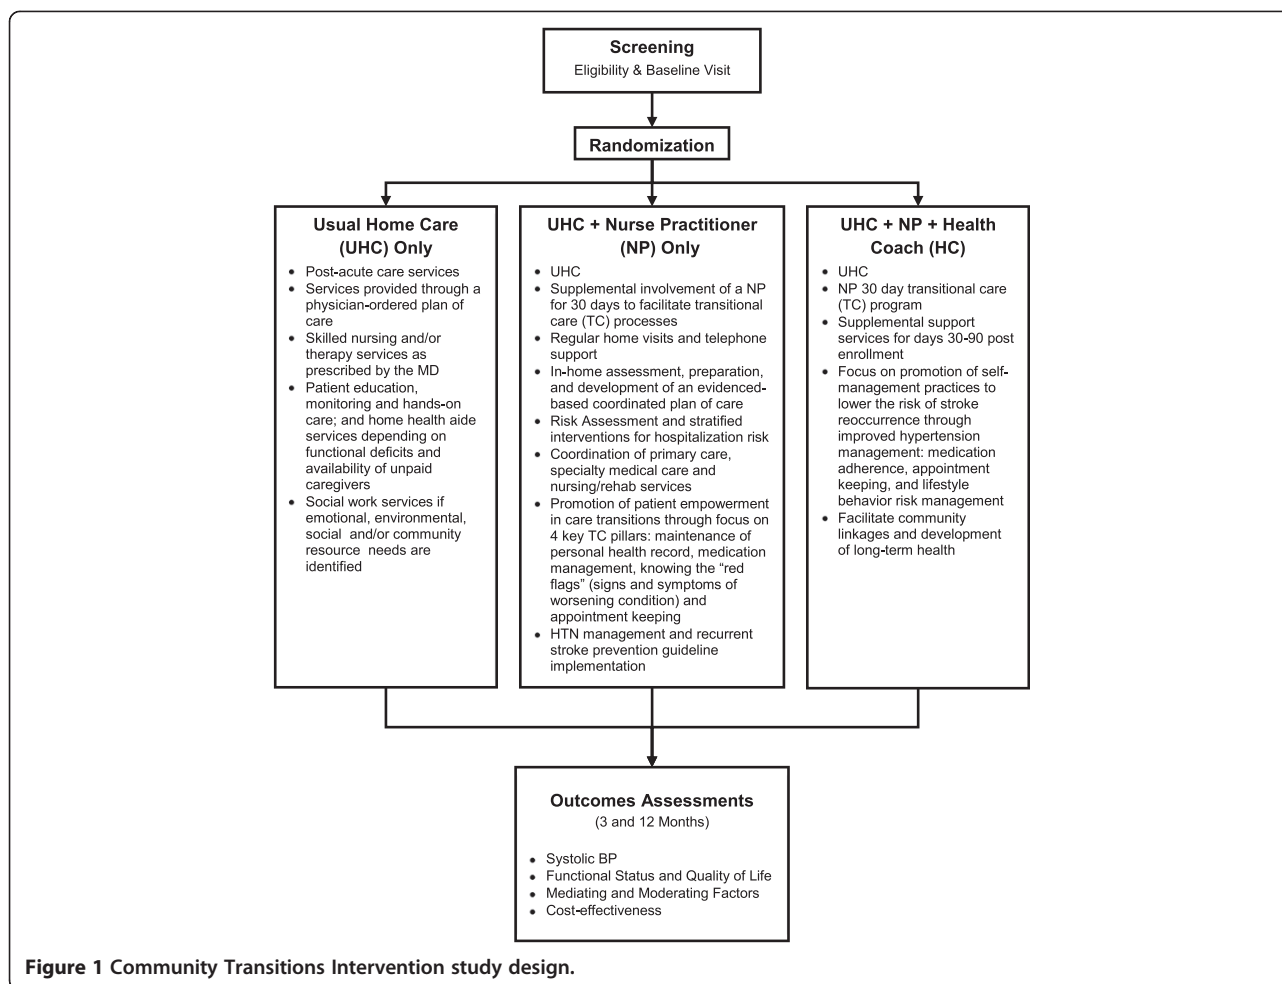 Screening
Eligibility & Baseline Visit
Randomization
Usual Home Care
(UHC) Only
• Post-acute care services
• Services provided through a
physician-ordered plan of
care
• Skilled nursing and/or
therapy services as
prescribed by the MD
• Patient education,
monitoring and hands-on
care; and home health aide
services depending on
functional deficits and
availability of unpaid
caregivers
• Social work services if
emotional, environmental,
social and/or community
resource needs are
identified
UHC + Nurse Practitioner
(NP) Only
• UHC
• Supplemental involvement of a NP
for 30 days to facilitate transitional
care (TC) processes
• Regular home visits and telephone
support
• In-home assessment, preparation,
and development of an evidenced-
based coordinated plan of care
• Risk Assessment and stratified
interventions for hospitalization risk
• Coordination of primary care,
specialty medical care and
nursing/rehab services
• Promotion of patient empowerment
in care transitions through focus on
4 key TC pillars: maintenance of
personal health record, medication
management, knowing the “red
flags” (signs and symptoms of
worsening condition) and
appointment keeping
• HTN management and recurrent
stroke prevention guideline
implementation
UHC + NP + Health
Coach (HC)
• UHC
• NP 30 day transitional care
(TC) program
• Supplemental support
services for days 30-90 post
enrollment
• Focus on promotion of self-
management practices to
lower the risk of stroke
reoccurrence through
improved hypertension
management: medication
adherence, appointment
keeping, and lifestyle
behavior risk management
• Facilitate community
linkages and development
of long-term health
Outcomes Assessments
(3 and 12 Months)
• Systolic BP
• Functional Status and Quality of Life
• Mediating and Moderating Factors
• Cost-effectiveness
Figure 1 Community Transitions Intervention study design.